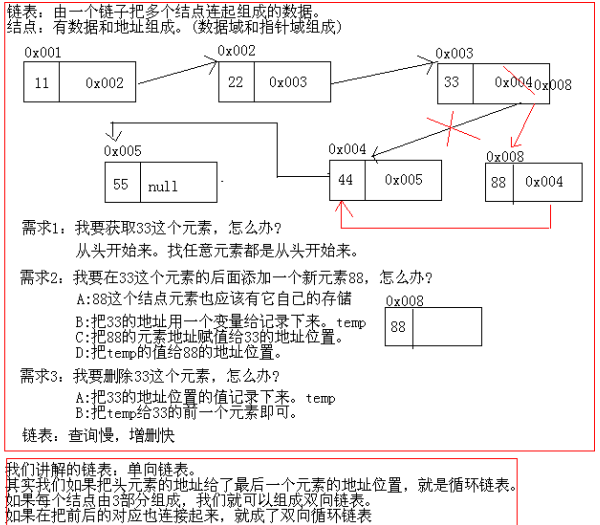 链表：由一个链子把多个结点连起组成的数据。
结点：有数据和地址组成。(数据域和指针域组成)
0x001 0x002 0x003
11 0x002 22 0x003 33 0x004 0x008
0x005 0x004 0x008
55 null 44 0x005 88 0x004
需求1：我要获取33这个元素，怎么办?
从头开始来。找任意元素都是从头开始来。
需求2：我要在33这个元素的后面添加一个新元素88，怎么办?
A:88这个结点元素也应该有它自己的存储
B:把33的地址用一个变量给记录下来。temp
C:把88的元素地址赋值给33的地址位置。
D:把temp的值给88的地址位置。
0x008
88
需求3：我要删除33这个元素，怎么办?
A:把33的地址位置的值记录下来。temp
B:把temp给33的前一个元素即可。
链表：查询慢，增删快
我们讲解的链表：单向链表。
其实我们如果把头元素的地址给了最后一个元素的地址位置，就是循环链表。
如果每个结点由3部分组成，我们就可以组成双向链表。
如果在把前后的对应也连接起来，就成了双向循环链表